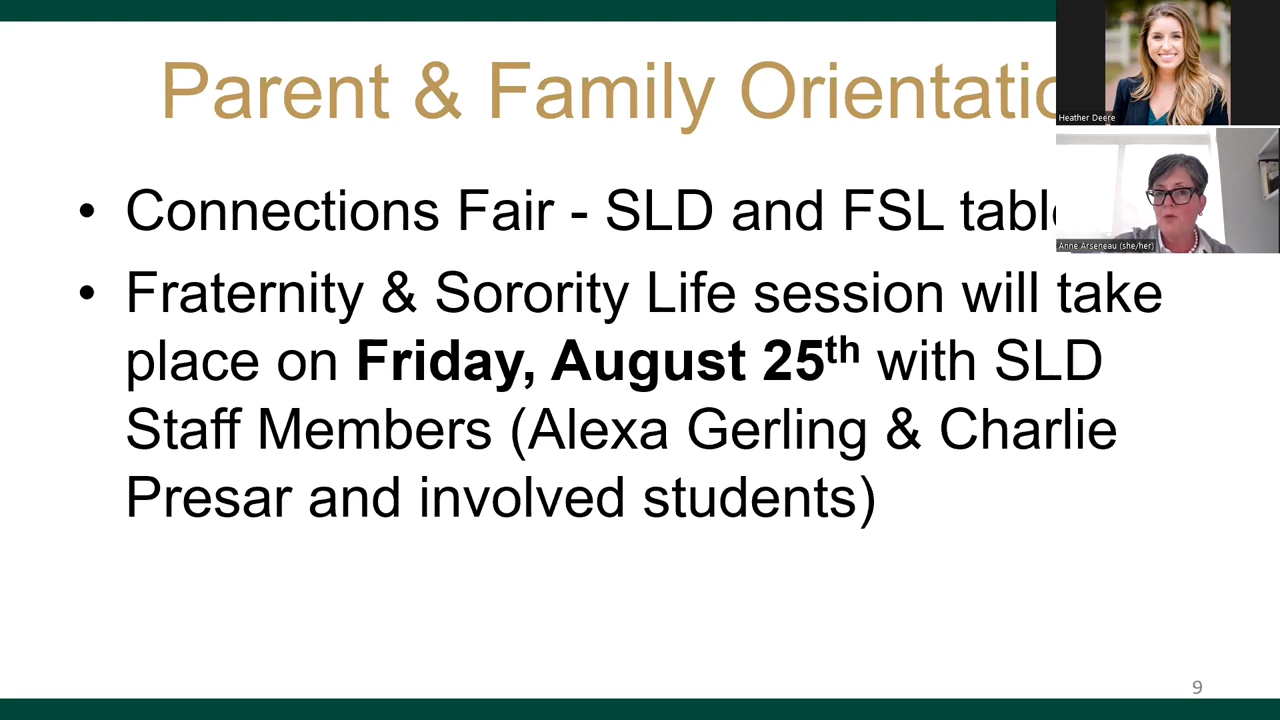 Parent & Family Orientatio
Connections Fair - SLD and FSL table
Fraternity & Sorority Life session will take
place on Friday, August 25th with SLD
Staff Members (Alexa Gerling & Charlie
Presar and involved students)
Heather Deere
Anne Arseneau (she/her)
9